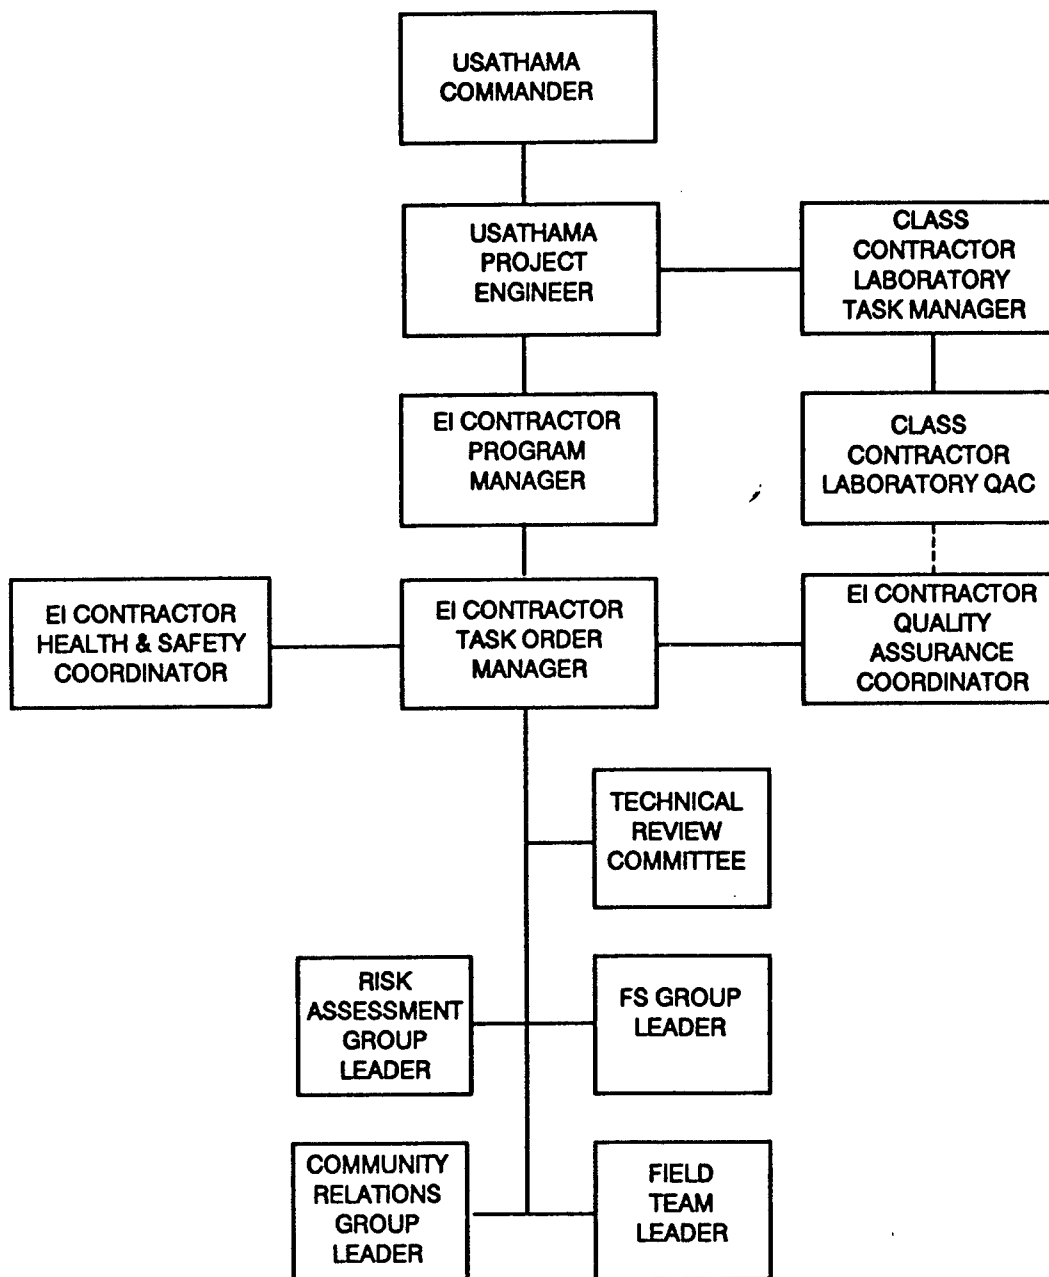 USATHAMA
COMMANDER
USATHAMA
PROJECT
ENGINEER
CLASS
CONTRACTOR
LABORATORY
TASK MANAGER
EI CONTRACTOR
PROGRAM
MANAGER
CLASS
CONTRACTOR
LABORATORY QAC
EI CONTRACTOR
HEALTH & SAFETY
COORDINATOR
EI CONTRACTOR
TASK ORDER
MANAGER
EI CONTRACTOR
QUALITY
ASSURANCE
COORDINATOR
TECHNICAL
REVIEW
COMMITTEE
RISK
ASSESSMENT
GROUP
LEADER
FS GROUP
LEADER
COMMUNITY
RELATIONS
GROUP
LEADER
FIELD
TEAM
LEADER